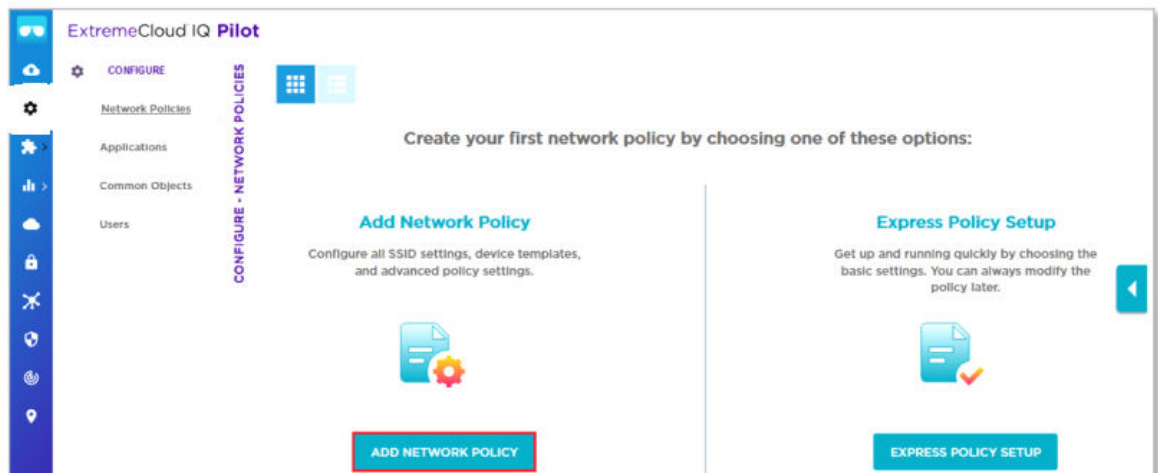 ExtremeCloud IQ Pilot
CONFIGURE
Network Policies
Applications
Common Objects
Users
CONFIGURE - NETWORK POLICIES
Create your first network policy by choosing one of these options:
Add Network Policy
Configure all SSID settings, device templates,
and advanced policy settings.
ADD NETWORK POLICY
Express Policy Setup
Get up and running quickly by choosing the
basic settings. You can always modify the
policy later.
EXPRESS POLICY SETUP